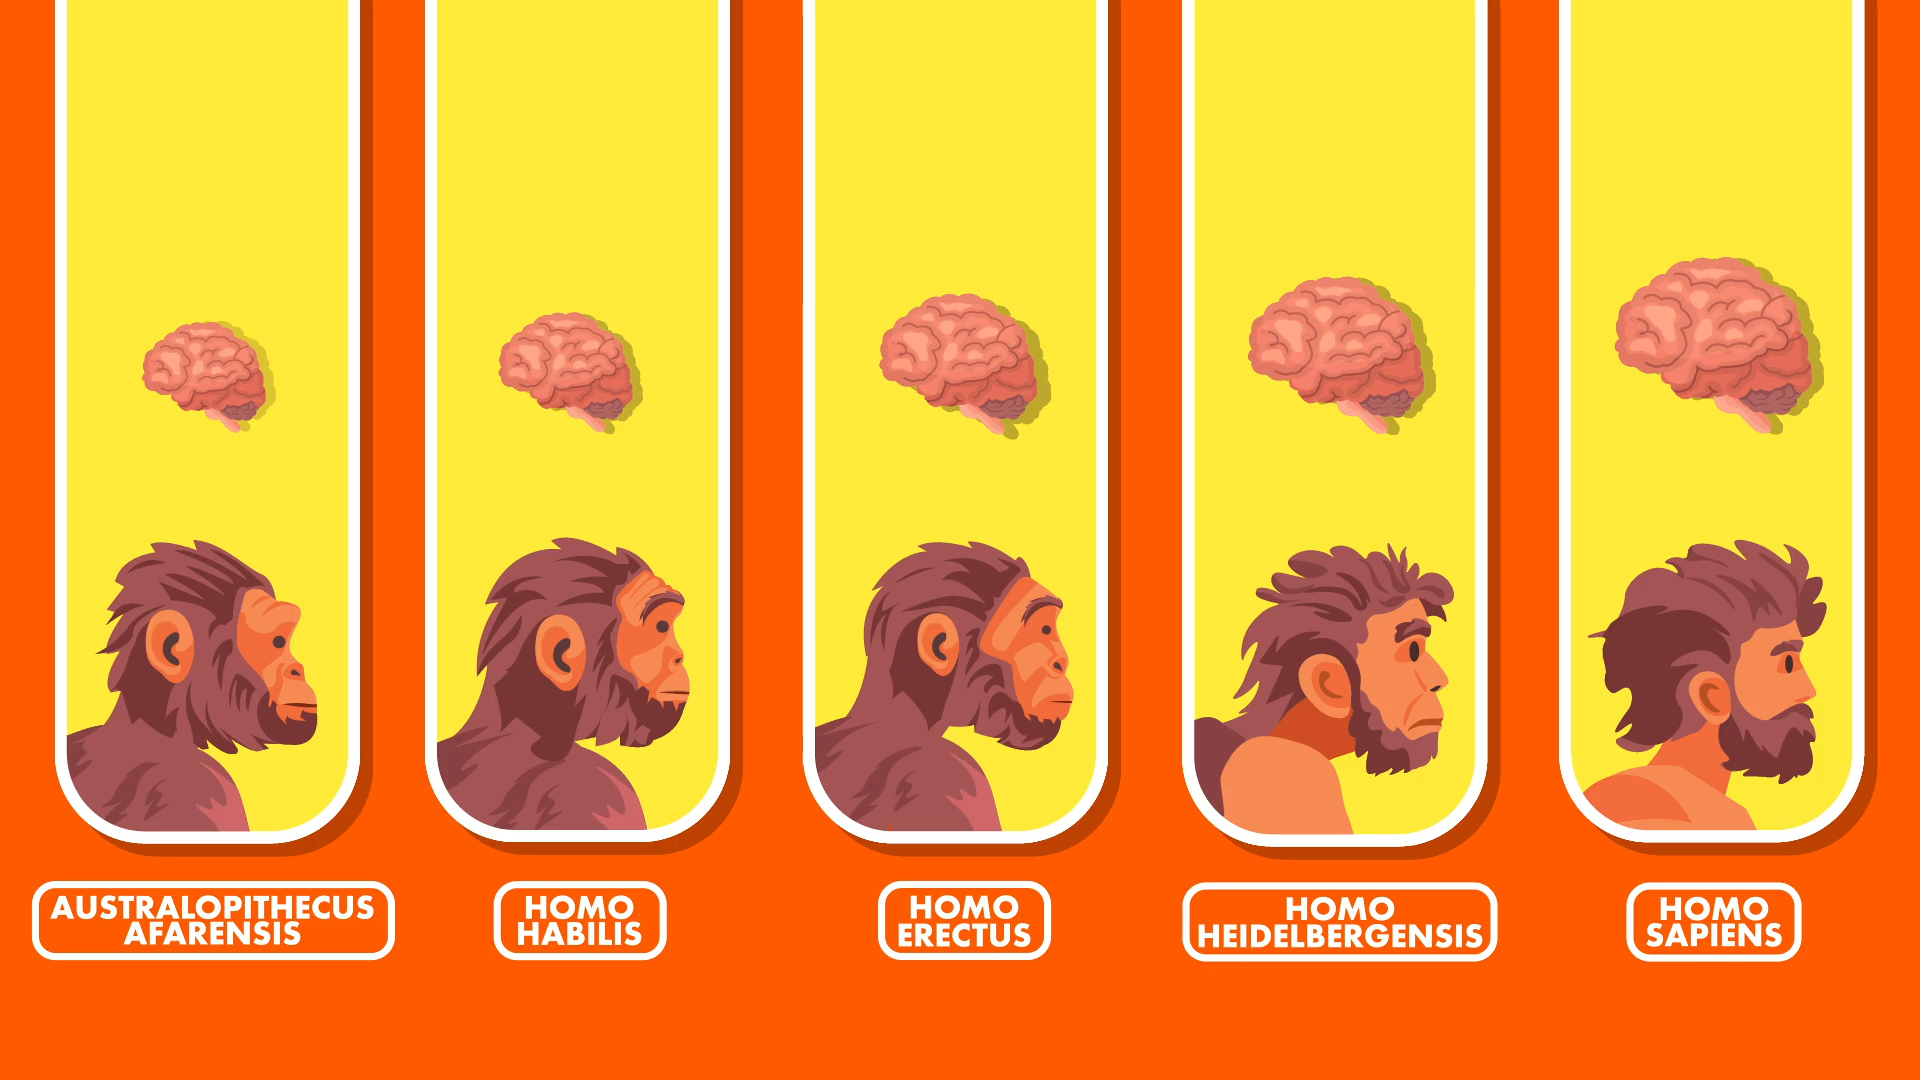 AUSTRALOPITHECUS
AFARENSIS
HOMO
HABILIS
HOMO
ERECTUS
HOMO
HEIDELBERGENSIS
HOMO
SAPIENS